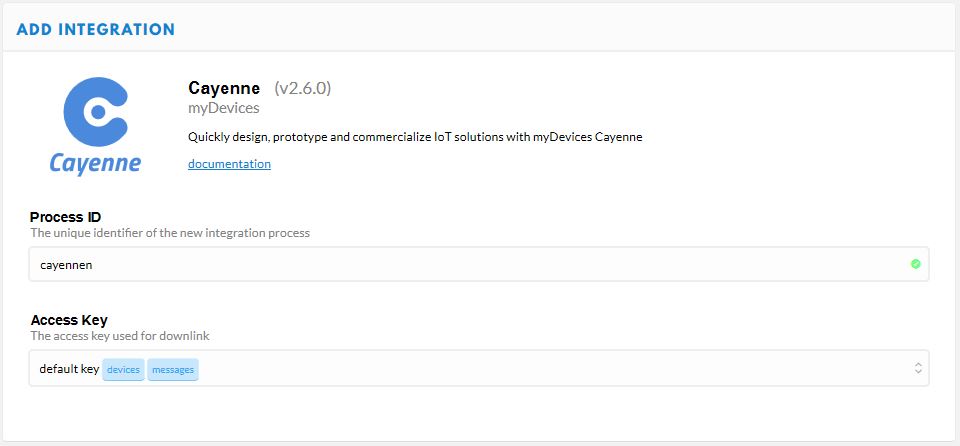 ADD INTEGRATION
Cayenne (v2.6.0)
myDevices
Quickly design, prototype and commercialize IoT solutions with myDevices Cayenne
documentation
Cayenne
Process ID
The unique identifier of the new integration process
cayennen
Access Key
The access key used for downlink
default key devices messages